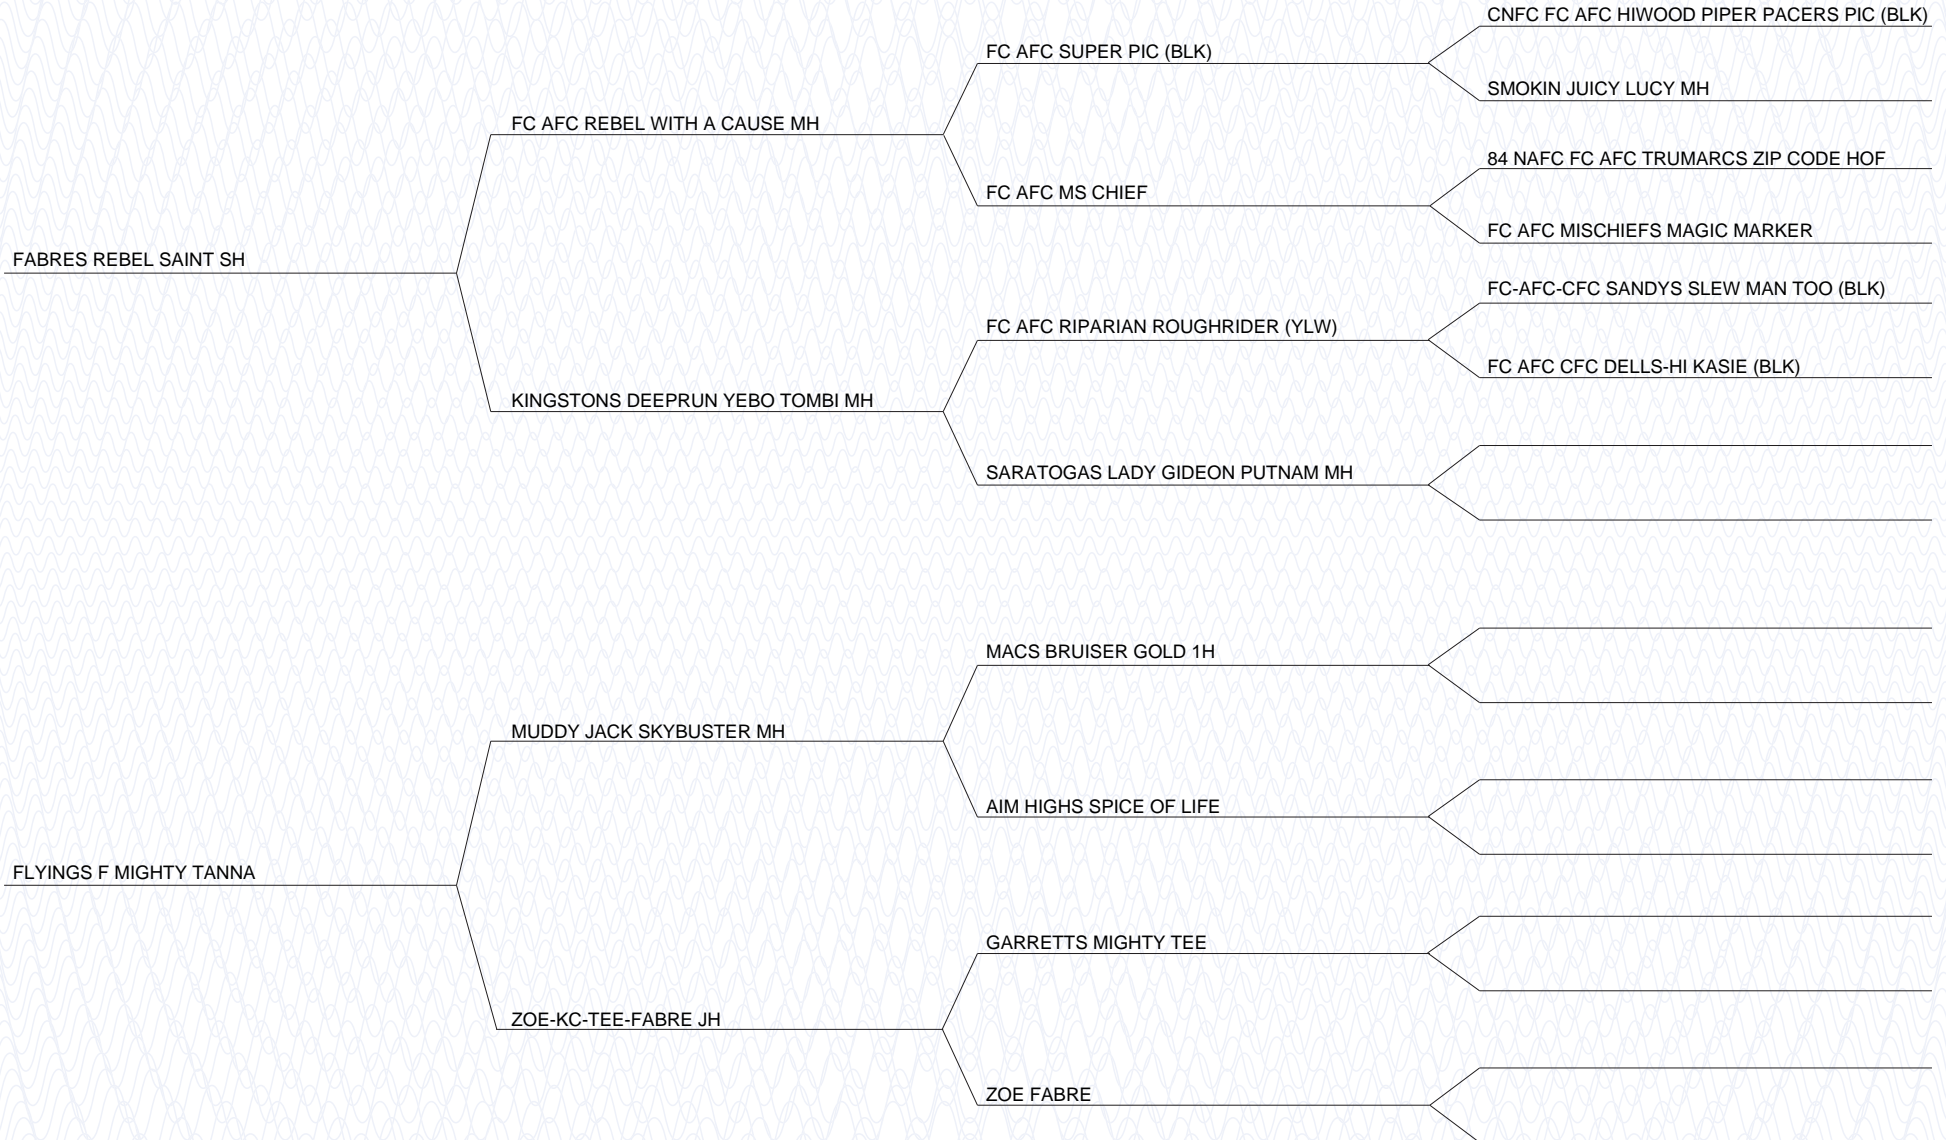 CNFC FC AFC HIWOOD PIPER PACERS PIC (BLK)
FC AFC SUPER PIC (BLK)
SMOKIN JUICY LUCY MH
FC AFC REBEL WITH A CAUSE MH
84 NAFC FC AFC TRUMARCS ZIP CODE HOF
FC AFC MS CHIEF
FC AFC MISCHIEFS MAGIC MARKER
FABRES REBEL SAINT SH
FC-AFC-CFC SANDYS SLEW MAN TOO (BLK)
FC AFC RIPARIAN ROUGHRIDER (YLW)
FC AFC CFC DELLS-HI KASIE (BLK)
KINGSTONS DEEPRUN YEBO TOMBI MH
SARATOGAS LADY GIDEON PUTNAM MH
MACS BRUISER GOLD 1H
MUDDY JACK SKYBUSTER MH
AIM HIGHS SPICE OF LIFE
FLYINGS F MIGHTY TANNA
GARRETTS MIGHTY TEE
ZOE-KC-TEE-FABRE JH
ZOE FABRE